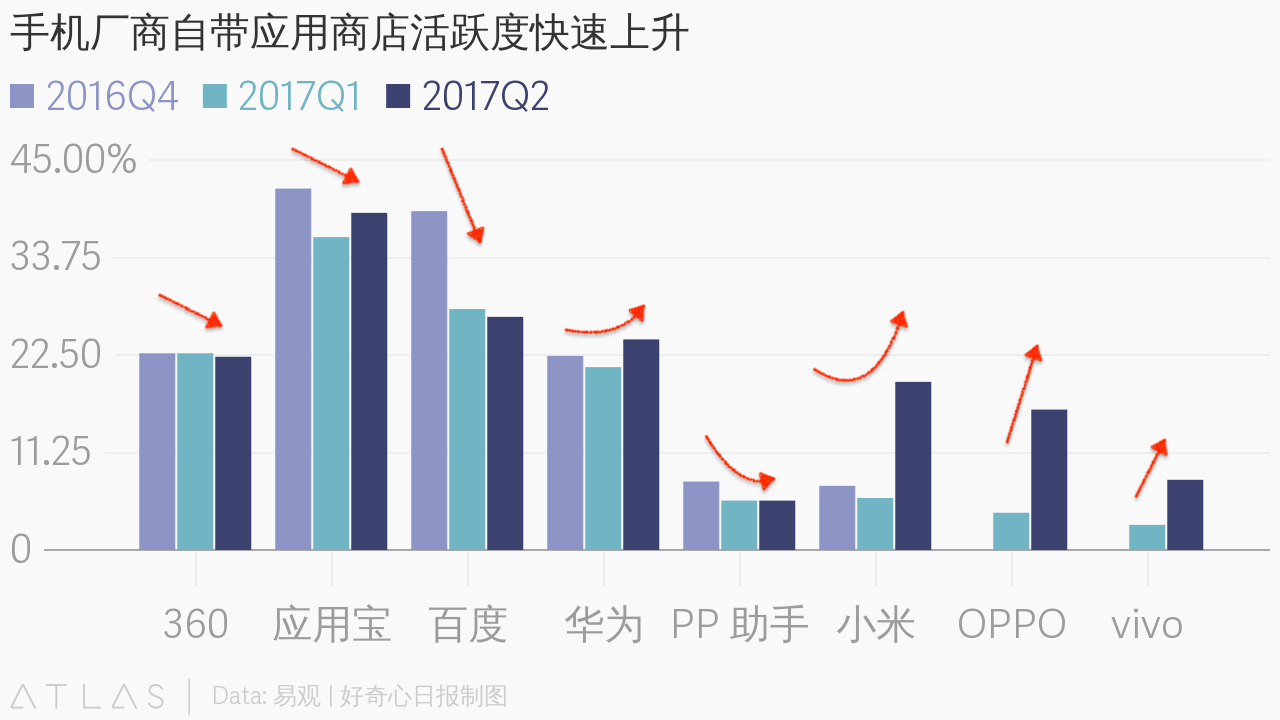 手机厂商自带应用商店活跃度快速上升
2016Q4 2017Q1 2017Q2
45.00%
33.75
22.50
11.25
0
360 应用宝 百度 华为 PP 助手 小米 OPPO vivo
ATLAS | Data: 易观 | 好奇心日报制图